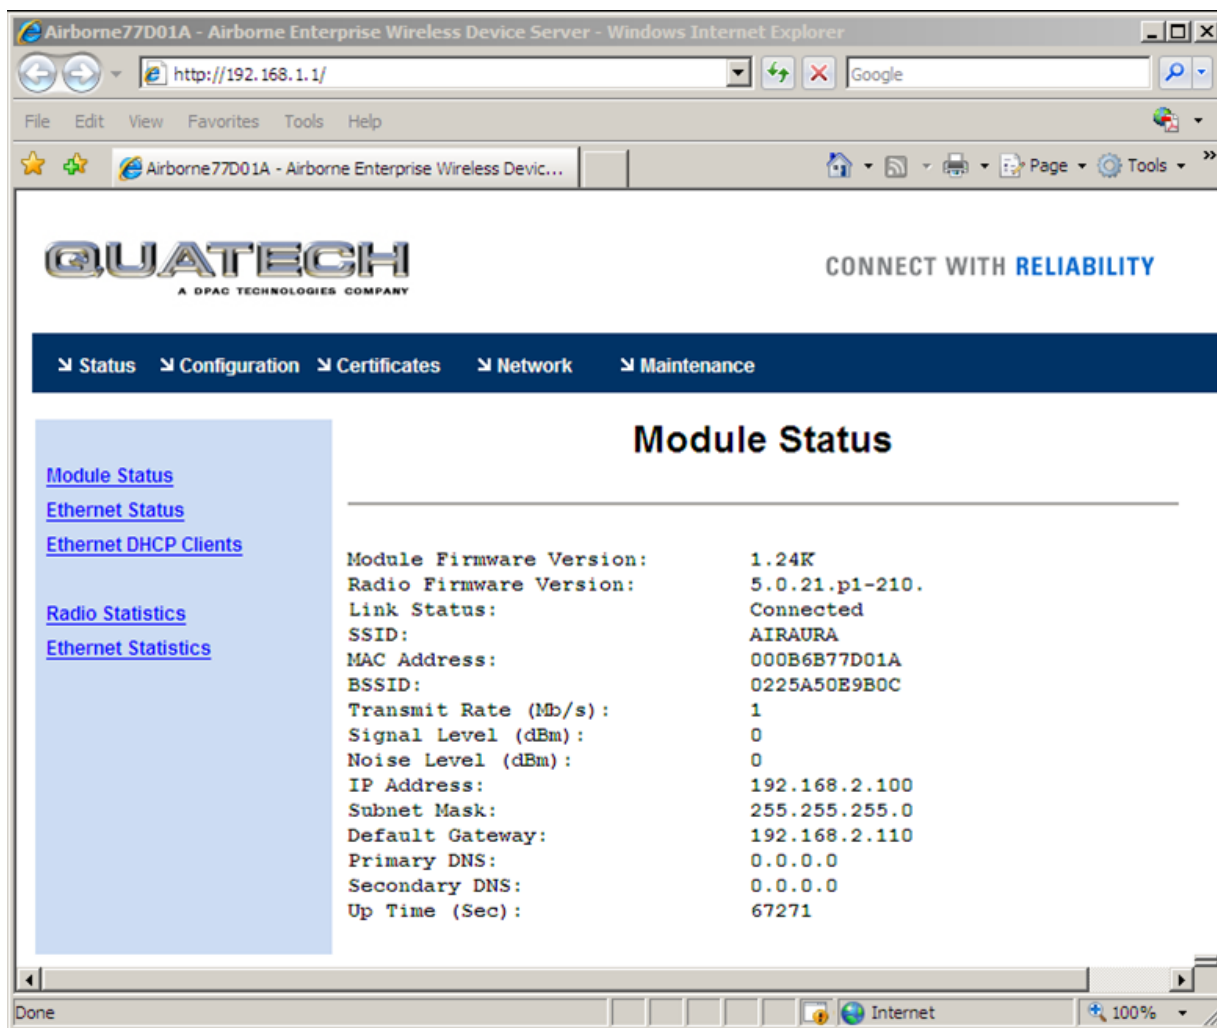 Airborne77D01A - Airborne Enterprise Wireless Device Server - Windows Internet Explorer
http://192.168.1.1/ Google
File Edit View Favorites Tools Help
Airborne77D01A - Airborne Enterprise Wireless Devic... Page Tools »
QUATECH
A DPAC TECHNOLOGIES COMPANY
CONNECT WITH RELIABILITY
Status Configuration Certificates Network Maintenance
Module Status
Ethernet Status
Ethernet DHCP Clients
Radio Statistics
Ethernet Statistics
Module Status
Module Firmware Version: 1.24K
Radio Firmware Version: 5.0.21.p1-210.
Link Status: Connected
SSID: AIRAURA
MAC Address: 000B6B77D01A
BSSID: 0225A50E9B0C
Transmit Rate (Mb/s): 1
Signal Level (dBm): 0
Noise Level (dBm): 0
IP Address: 192.168.2.100
Subnet Mask: 255.255.255.0
Default Gateway: 192.168.2.110
Primary DNS: 0.0.0.0
Secondary DNS: 0.0.0.0
Up Time (Sec): 67271
Done Internet 100%